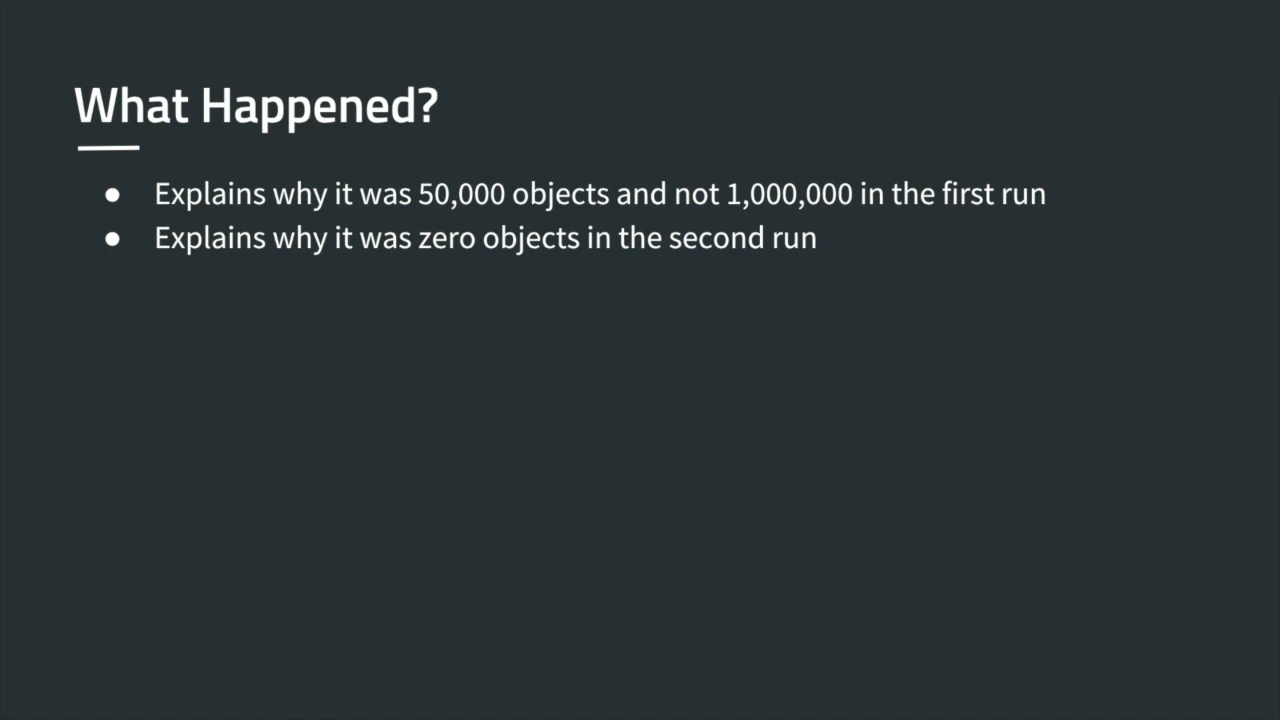 What Happened?
● Explains why it was 50,000 objects and not 1,000,000 in the first run
● Explains why it was zero objects in the second run